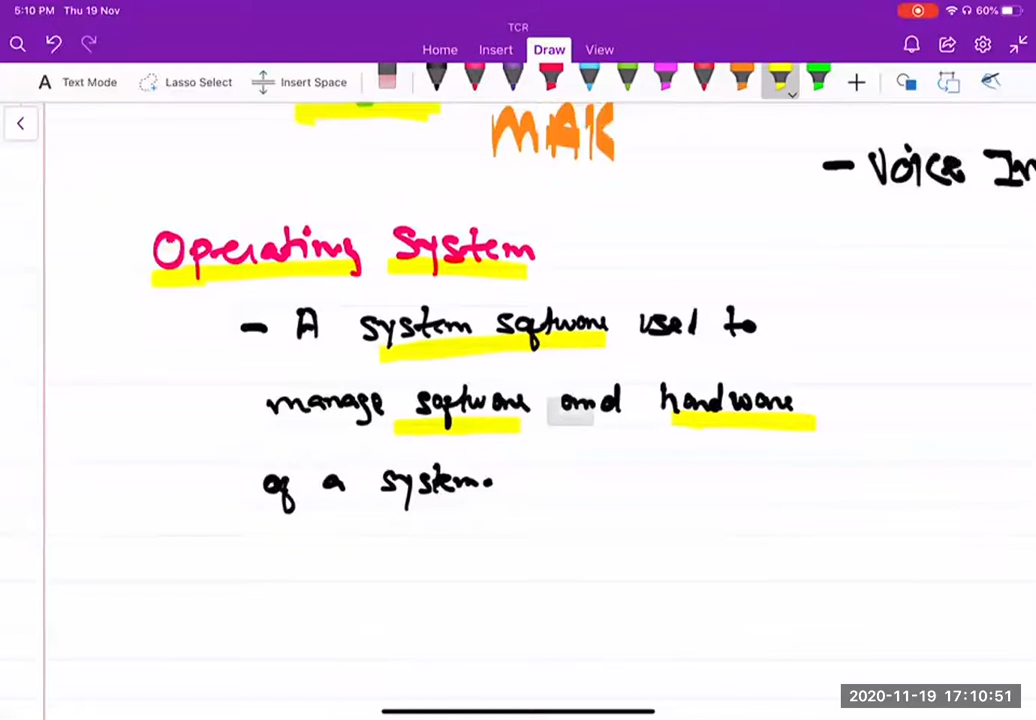 5:10 PM Thu 19 Nov
60%
TCR
Home Insert Draw View
A Text Mode Lasso Select Insert Space
MAK
- Voice In
Operating System
- A system software used to
manage software and hardware
of a system.
2020-11-19 17:10:51